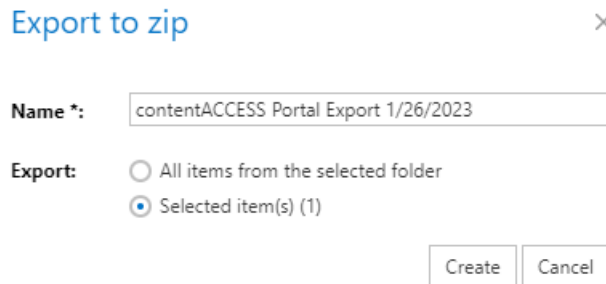 Export to zip
Name *: contentACCESS Portal Export 1/26/2023
Export: All items from the selected folder
Selected item(s) (1)
Create Cancel